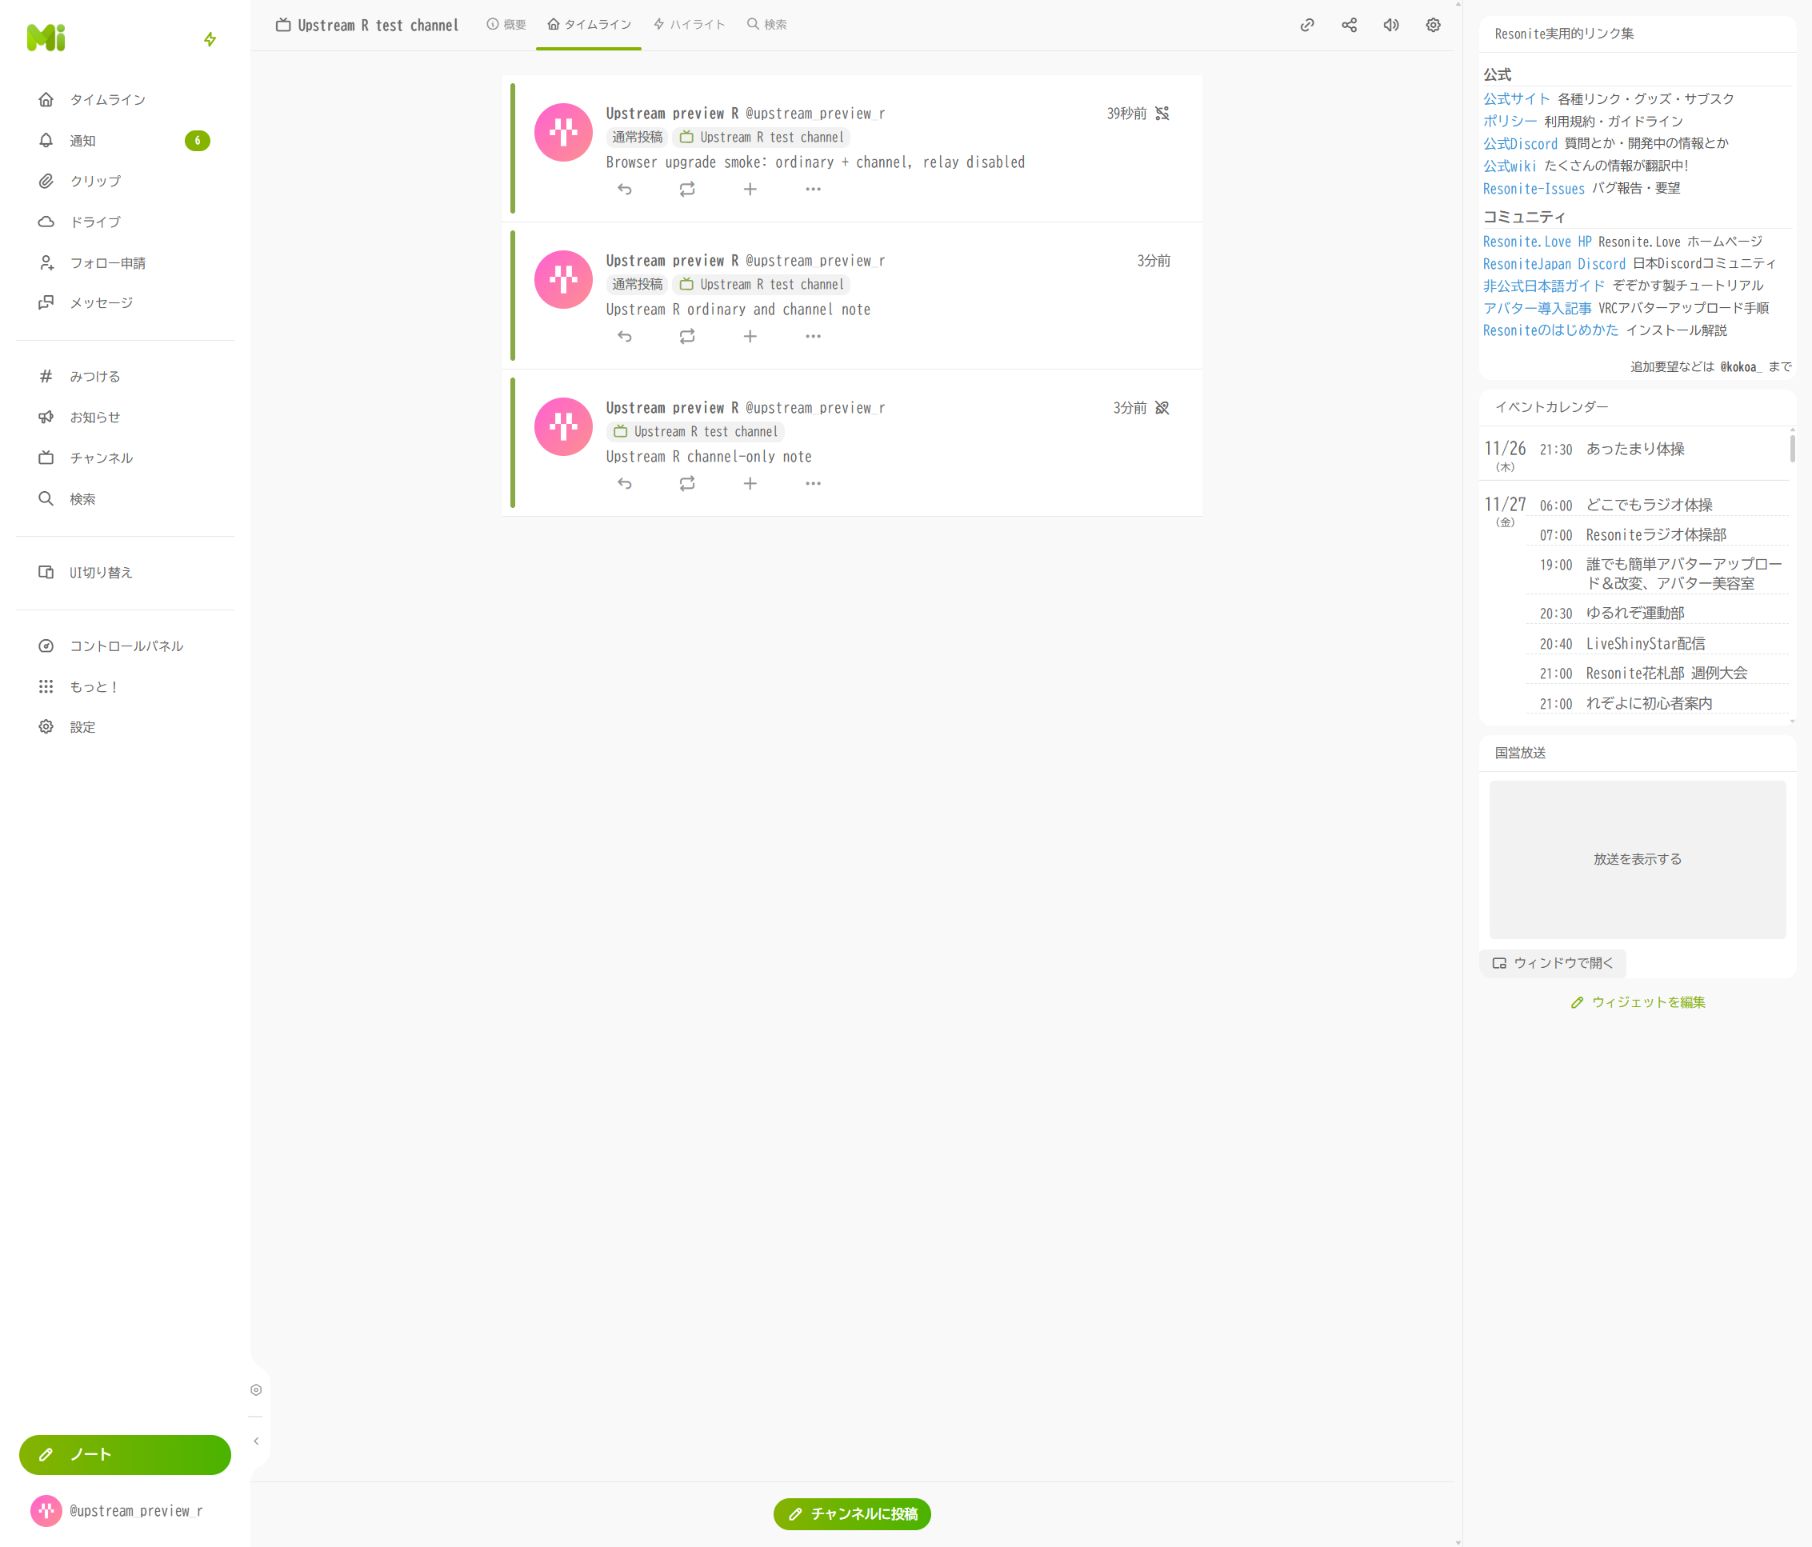 Mi
タイムライン
通知 6
クリップ
ドライブ
フォロー申請
メッセージ
みつける
お知らせ
チャンネル
検索
UI切り替え
コントロールパネル
もっと！
設定
ノート
@upstream_preview_r
Upstream R test channel 概要 タイムライン ハイライト 検索
Upstream preview R @upstream_preview_r 39秒前
通常投稿 Upstream R test channel
Browser upgrade smoke: ordinary + channel, relay disabled
Upstream preview R @upstream_preview_r 3分前
通常投稿 Upstream R test channel
Upstream R ordinary and channel note
Upstream preview R @upstream_preview_r 3分前
Upstream R test channel
Upstream R channel-only note
チャンネルに投稿
Resonite実用的リンク集
公式
公式サイト 各種リンク・グッズ・サブスク
ポリシー 利用規約・ガイドライン
公式Discord 質問とか・開発中の情報とか
公式wiki たくさんの情報が翻訳中!
Resonite-Issues バグ報告・要望
コミュニティ
Resonite.Love HP Resonite.Love ホームページ
ResoniteJapan Discord 日本Discordコミュニティ
非公式日本語ガイド ぞぞかす製チュートリアル
アバター導入記事 VRCアバターアップロード手順
Resoniteのはじめかた インストール解説
追加要望などは @kokoa_ まで
イベントカレンダー
11/26 21:30 あったまり体操
(木)
11/27 06:00 どこでもラジオ体操
(金)
07:00 Resoniteラジオ体操部
19:00 誰でも簡単アバターアップロー
ド＆改変、アバター美容室
20:30 ゆるれぞ運動部
20:40 LiveShinyStar配信
21:00 Resonite花札部 週例大会
21:00 れぞよに初心者案内
国営放送
放送を表示する
ウィンドウで開く
ウィジェットを編集